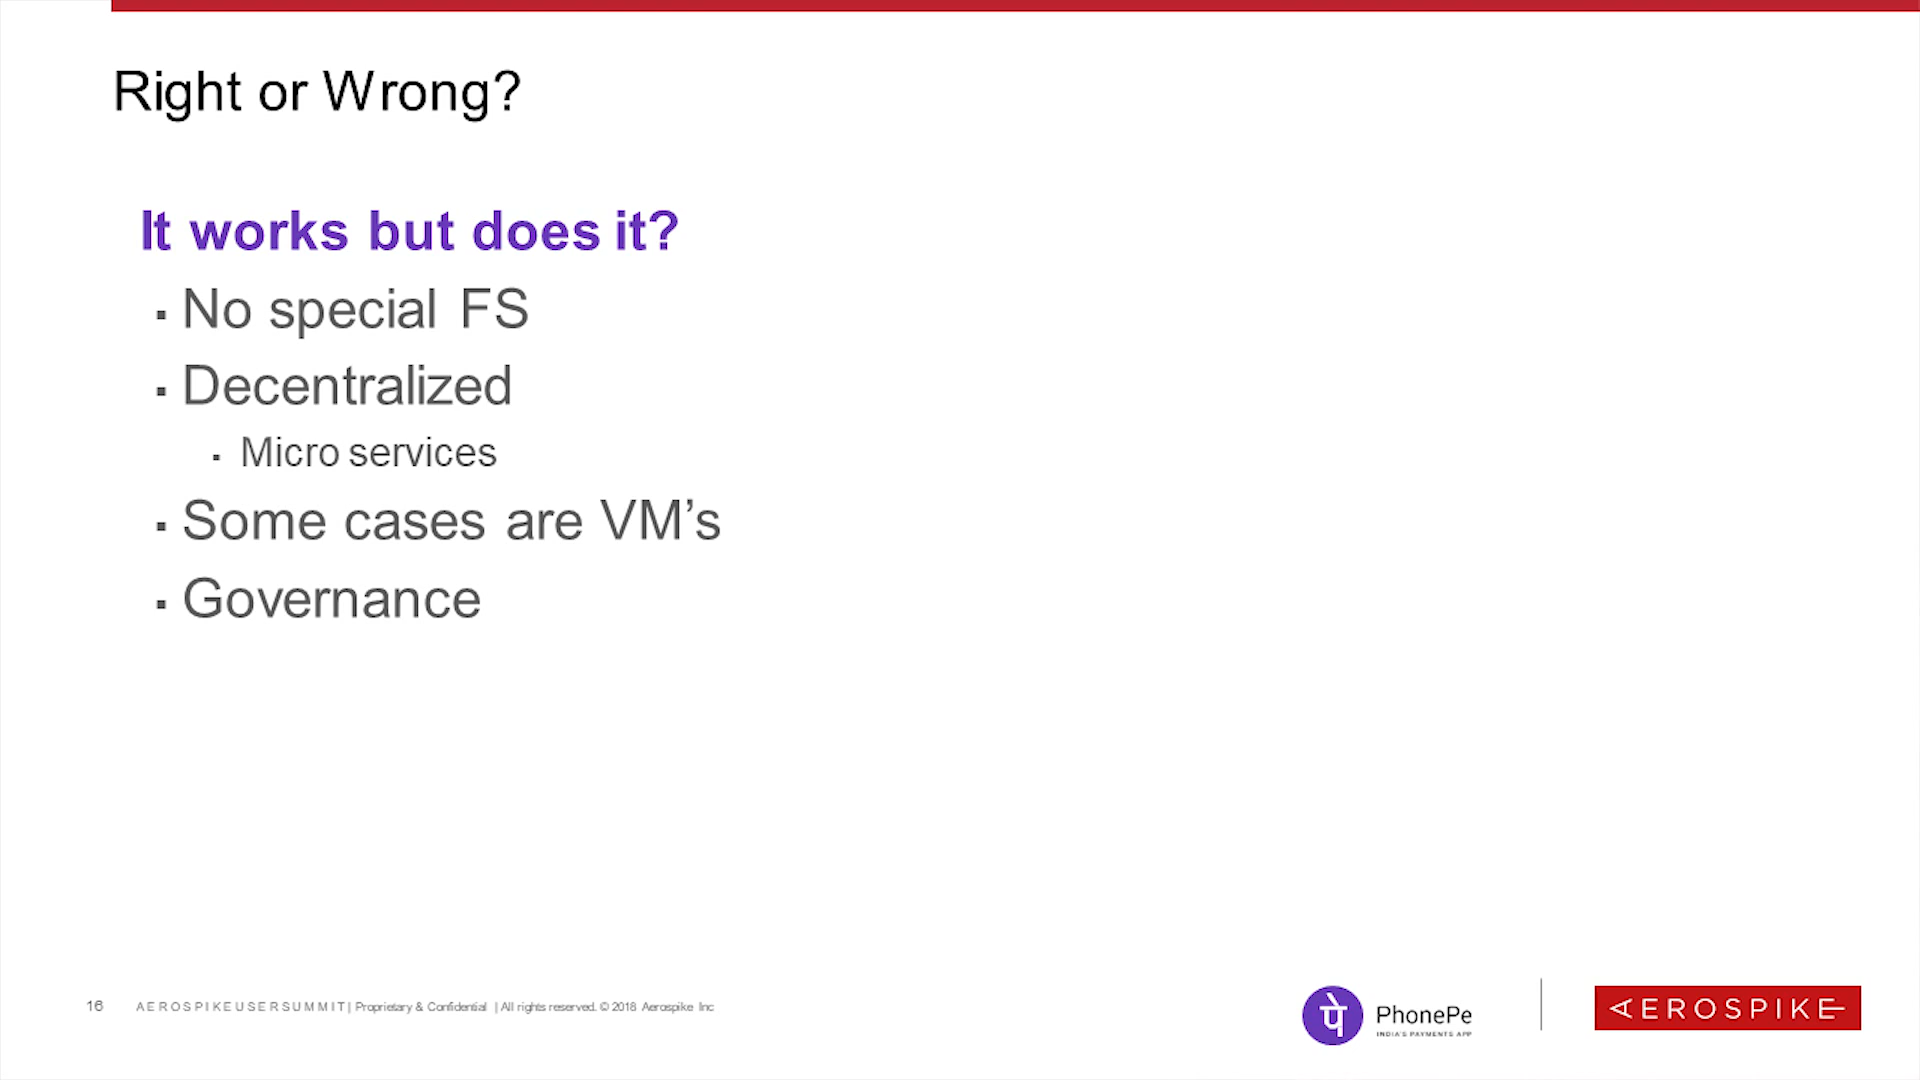 Right or Wrong?
It works but does it?
▪ No special FS
▪ Decentralized
▪ Micro services
▪ Some cases are VM’s
▪ Governance
16 AEROSPIKE USER SUMMIT | Proprietary & Confidential | All rights reserved. © 2018 Aerospike Inc
पे PhonePe
INDIA'S PAYMENTS APP
AEROSPIKE